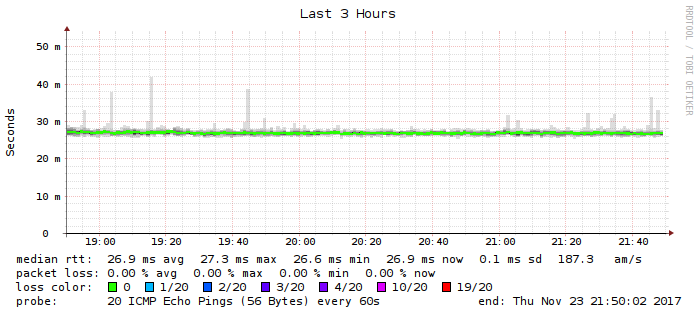 Last 3 Hours
RRDTOOL / TOBI OETIKER
Seconds
50 m
40 m
30 m
20 m
10 m
0
19:00 19:20 19:40 20:00 20:20 20:40 21:00 21:20 21:40
median rtt: 26.9 ms avg 27.3 ms max 26.6 ms min 26.9 ms now 0.1 ms sd 187.3 am/s
packet loss: 0.00 % avg 0.00 % max 0.00 % min 0.00 % now
loss color: 0 1/20 2/20 3/20 4/20 10/20 19/20
probe: 20 ICMP Echo Pings (56 Bytes) every 60s end: Thu Nov 23 21:50:02 2017